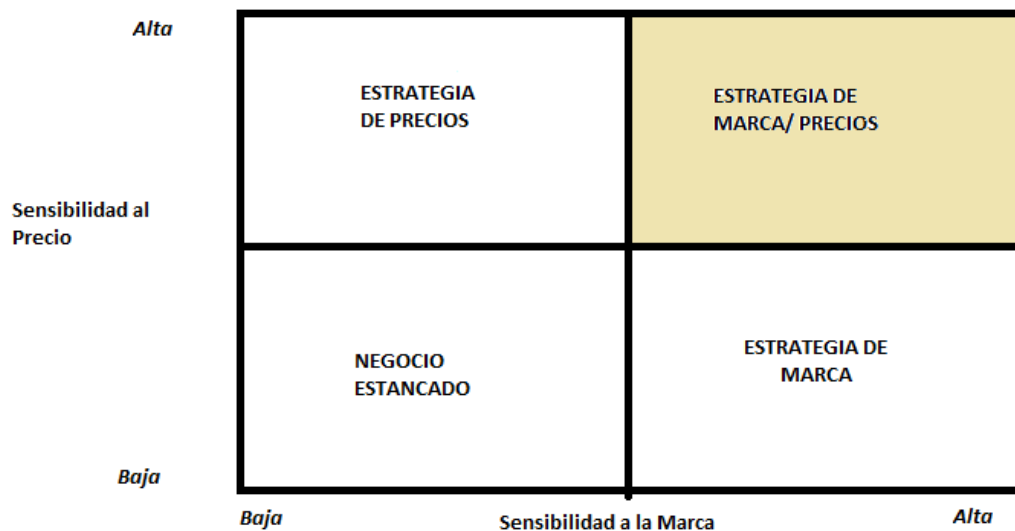 Alta
ESTRATEGIA
DE PRECIOS
ESTRATEGIA DE
MARCA/ PRECIOS
Sensibilidad al
Precio
NEGOCIO
ESTANCADO
ESTRATEGIA DE
MARCA
Baja
Baja
Sensibilidad a la Marca
Alta